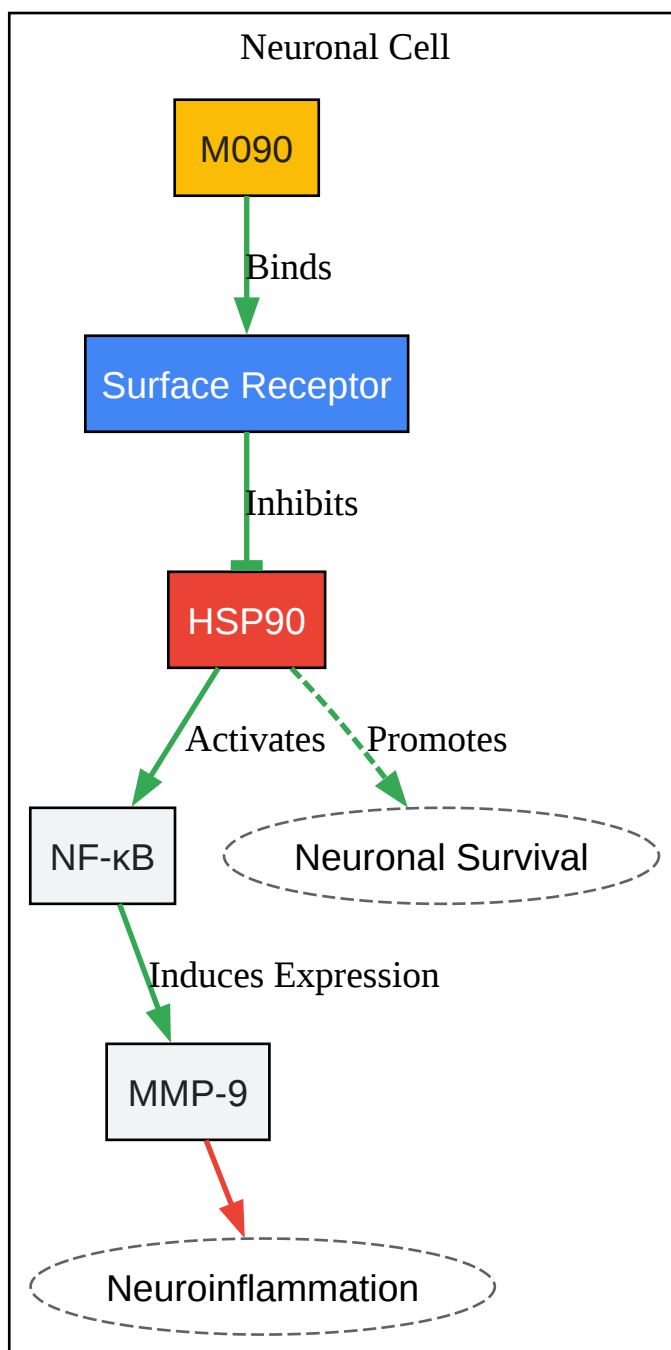 Neuronal Cell
M090
Binds
Surface Receptor
Inhibits
HSP90
Activates
Promotes
NF-κB
Neuronal Survival
Induces Expression
MMP-9
Neuroinflammation